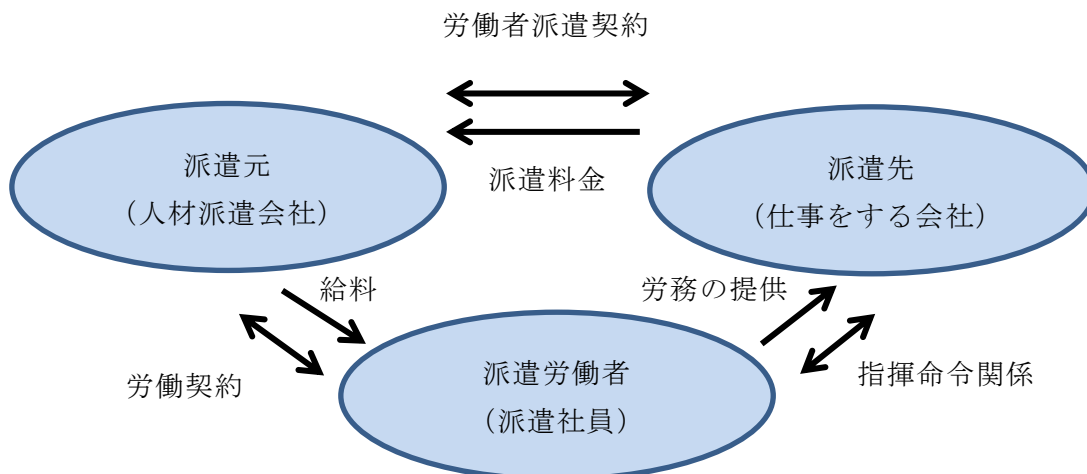 労働者派遣契約
派遣元
（人材派遣会社）
派遣料金
派遣先
（仕事をする会社）
給料
労務の提供
労働契約
派遣労働者
（派遣社員）
指揮命令関係